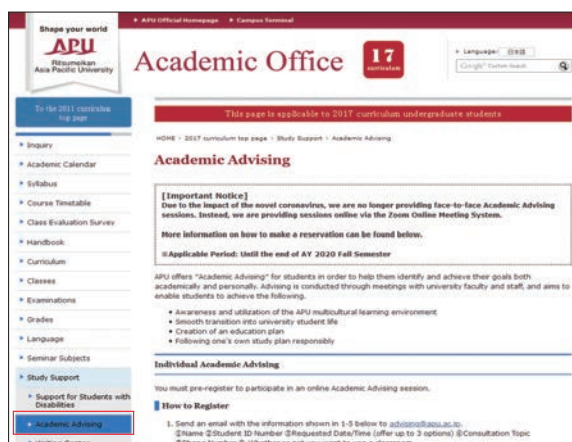 Shape your world
APU
Ritsumeikan
Asia Pacific University
APU Official Homepage
Campus Terminal
Academic Office
17
curriculum
Language: 日本語
Google Custom Search
To the 2011 curriculum
top page
This page is applicable to 2017 curriculum undergraduate students
HOME > 2017 curriculum top page > Study Support > Academic Advising
Inquiry
Academic Calendar
Syllabus
Course Timetable
Class Evaluation Survey
Handbook
Curriculum
Classes
Examinations
Grades
Language
Seminar Subjects
Study Support
Support for Students with
Disabilities
Academic Advising
Academic Advising
[Important Notice]
Due to the impact of the novel coronavirus, we are no longer providing face-to-face Academic Advising
sessions. Instead, we are providing sessions online via the Zoom Online Meeting System.
More information on how to make a reservation can be found below.
※Applicable Period: Until the end of AY 2020 Fall Semester
APU offers "Academic Advising" for students in order to help them identify and achieve their goals both
academically and personally. Advising is conducted through meetings with university faculty and staff, and aims to
enable students to achieve the following.
• Awareness and utilization of the APU multicultural learning environment
• Smooth transition into university student life
• Creation of an education plan
• Following one's own study plan responsibly
Individual Academic Advising
You must pre-register to participate in an online Academic Advising session.
How to Register
1. Send an email with the information shown in 1-5 below to advising@apu.ac.jp.
①Name ②Student ID Number ③Requested Date/Time (offer up to 3 options) ④Consultation Topic